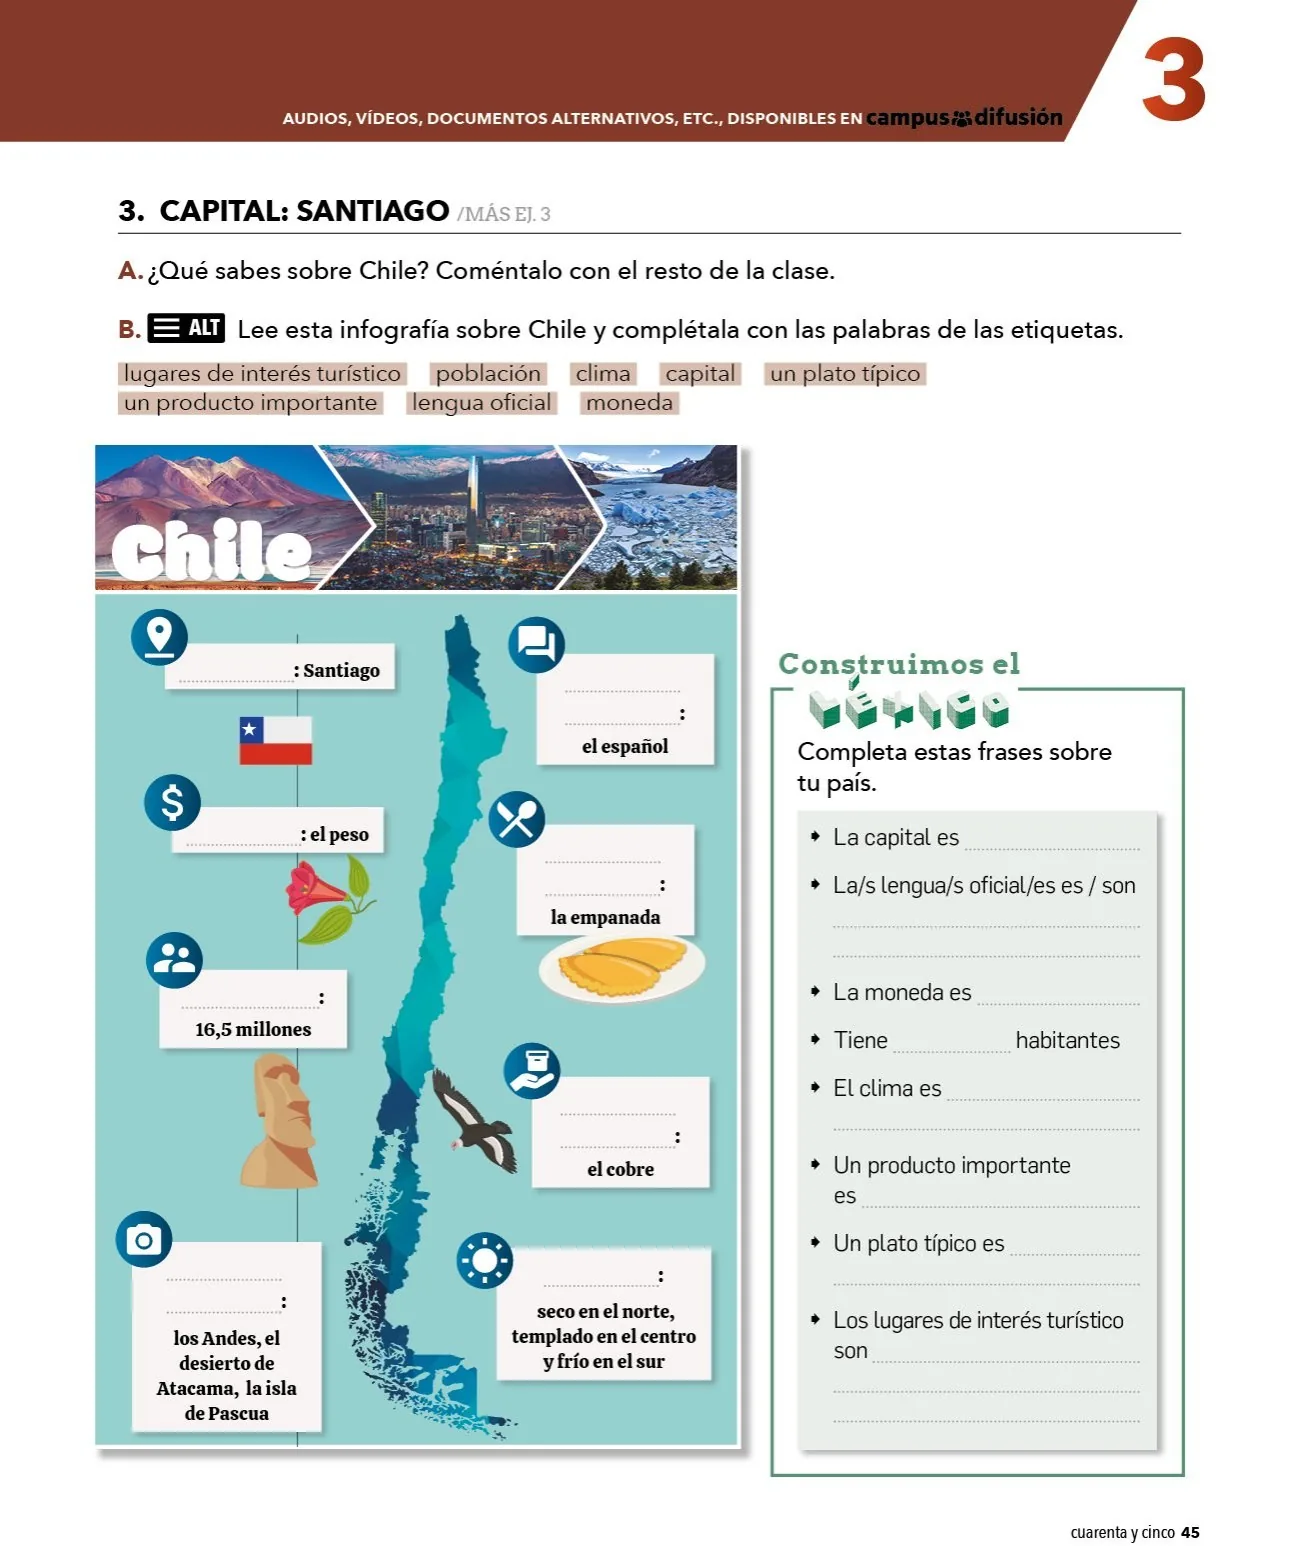 3
AUDIOS, VÍDEOS, DOCUMENTOS ALTERNATIVOS, ETC., DISPONIBLES EN campus difusión
3. CAPITAL: SANTIAGO /MÁS EJ. 3
A. ¿Qué sabes sobre Chile? Coméntalo con el resto de la clase.
B. ALT Lee esta infografía sobre Chile y complétala con las palabras de las etiquetas.
lugares de interés turístico población clima capital un plato típico
un producto importante lengua oficial moneda
Chile
: Santiago
:
el español
$
: el peso
:
la empanada
:
16,5 millones
:
el cobre
:
los Andes, el
desierto de
Atacama, la isla
de Pascua
:
seco en el norte,
templado en el centro
y frío en el sur
Construimos el
LÉXICO
Completa estas frases sobre
tu país.
La capital es
La/s lengua/s oficial/es es / son
La moneda es
Tiene habitantes
El clima es
Un producto importante
es
Un plato típico es
Los lugares de interés turístico
son
cuarenta y cinco 45